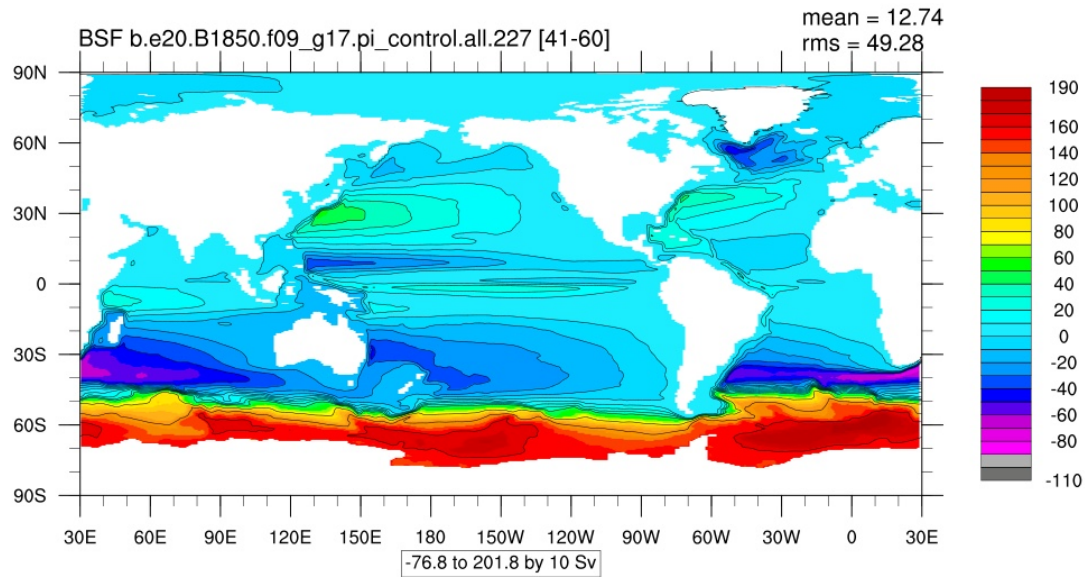 mean = 12.74
BSF b.e20.B1850.f09_g17.pi_control.all.227 [41-60]
rms = 49.28
90N
60N
30N
0
30S
60S
90S
30E 60E 90E 120E 150E 180 150W 120W 90W 60W 30W 0 30E
-76.8 to 201.8 by 10 Sv
190
160
140
120
100
80
60
40
20
0
-20
-40
-60
-80
-110